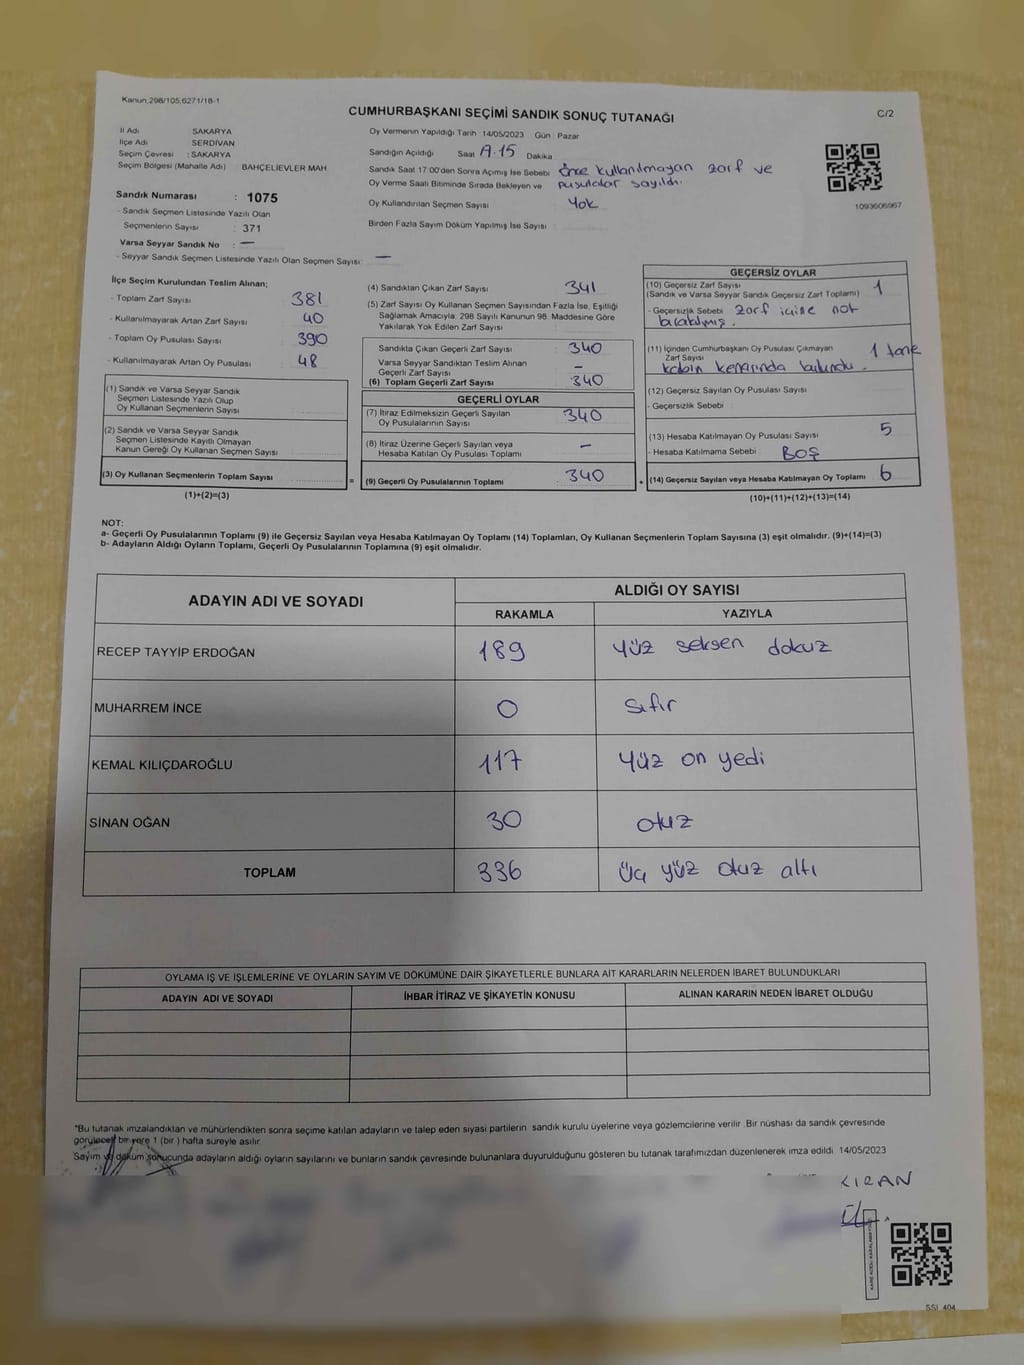 Kanun;298/105,6271/18-1
CUMHURBAŞKANI SEÇİMİ SANDIK SONUÇ TUTANAĞI
C/2
İl Adı SAKARYA
İlçe Adı SERDİVAN
Seçim Çevresi : SAKARYA
Seçim Bölgesi (Mahalle Adı) BAHÇELİEVLER MAH
Sandık Numarası : 1075
- Sandık Seçmen Listesinde Yazılı Olan
Seçmenlerin Sayısı : 371
Varsa Seyyar Sandık No : —
- Seyyar Sandık Seçmen Listesinde Yazılı Olan Seçmen Sayısı: —
Oy Vermenin Yapıldığı Tarih : 14/05/2023 Gün : Pazar
Sandığın Açıldığı Saat 17.15 Dakika
Sandık Saat 17:00'den Sonra Açımış İse Sebebi Önce kullanılmayan zarf ve
Oy Verme Saati Bitiminde Sırada Bekleyen ve pusulalar sayıldı.
Oy Kullandırılan Seçmen Sayısı Yok
Birden Fazla Sayım Döküm Yapılmış İse Sayısı :
1093606967
İlçe Seçim Kurulundan Teslim Alınan;
- Toplam Zarf Sayısı 381
- Kullanılmayarak Artan Zarf Sayısı 40
- Toplam Oy Pusulası Sayısı 390
- Kullanılmayarak Artan Oy Pusulası 48
(1) Sandık ve Varsa Seyyar Sandık
Seçmen Listesinde Yazılı Olup
Oy Kullanan Seçmenlerin Sayısı
(2) Sandık ve Varsa Seyyar Sandık
Seçmen Listesinde Kayıtlı Olmayan
Kanun Gereği Oy Kullanan Seçmen Sayısı
(3) Oy Kullanan Seçmenlerin Toplam Sayısı
(1)+(2)=(3)
(4) Sandıktan Çıkan Zarf Sayısı 341
(5) Zarf Sayısı Oy Kullanan Seçmen Sayısından Fazla İse, Eşitliği
Sağlamak Amacıyla; 298 Sayılı Kanunun 98. Maddesine Göre
Yakılarak Yok Edilen Zarf Sayısı
Sandıkta Çıkan Geçerli Zarf Sayısı 340
Varsa Seyyar Sandıktan Teslim Alınan
Geçerli Zarf Sayısı –
(6) Toplam Geçerli Zarf Sayısı 340
GEÇERLİ OYLAR
(7) İtiraz Edilmeksizin Geçerli Sayılan
Oy Pusulalarının Sayısı 340
(8) İtiraz Üzerine Geçerli Sayılan veya
Hesaba Katılan Oy Pusulası Toplamı –
= (9) Geçerli Oy Pusulalarının Toplamı 340
GEÇERSİZ OYLAR
(10) Geçersiz Zarf Sayısı 1
(Sandık ve Varsa Seyyar Sandık Geçersiz Zarf Toplamı)
- Geçersizlik Sebebi zarf içine not
bırakılmış.
(11) İçinden Cumhurbaşkanı Oy Pusulası Çıkmayan 1 tane
Zarf Sayısı kabin kenarında bulundu.
(12) Geçersiz Sayılan Oy Pusulası Sayısı
- Geçersizlik Sebebi :
(13) Hesaba Katılmayan Oy Pusulası Sayısı 5
- Hesaba Katılmama Sebebi : BOŞ
+ (14) Geçersiz Sayılan veya Hesaba Katılmayan Oy Toplamı 6
(10)+(11)+(12)+(13)=(14)
NOT:
a- Geçerli Oy Pusulalarının Toplamı (9) ile Geçersiz Sayılan veya Hesaba Katılmayan Oy Toplamı (14) Toplamları, Oy Kullanan Seçmenlerin Toplam Sayısına (3) eşit olmalıdır. (9)+(14)=(3)
b- Adayların Aldığı Oyların Toplamı, Geçerli Oy Pusulalarının Toplamına (9) eşit olmalıdır.
ADAYIN ADI VE SOYADI
ALDIĞI OY SAYISI
RAKAMLA YAZIYLA
RECEP TAYYİP ERDOĞAN 189 yüz seksen dokuz
MUHARREM İNCE 0 sıfır
KEMAL KILIÇDAROĞLU 117 yüz on yedi
SİNAN OĞAN 30 otuz
TOPLAM 336 üç yüz otuz altı
OYLAMA İŞ VE İŞLEMLERİNE VE OYLARIN SAYIM VE DÖKÜMÜNE DAİR ŞİKAYETLERLE BUNLARA AİT KARARLARIN NELERDEN İBARET BULUNDUKLARI
ADAYIN ADI VE SOYADI İHBAR İTİRAZ VE ŞİKAYETİN KONUSU ALINAN KARARIN NEDEN İBARET OLDUĞU
*Bu tutanak imzalandıktan ve mühürlendikten sonra seçime katılan adayların ve talep eden siyasi partilerin sandık kurulu üyelerine veya gözlemcilerine verilir. Bir nüshası da sandık çevresinde
görülecek bir yere 1 (bir ) hafta süreyle asılır.
Sayım ve döküm sonucunda adayların aldığı oyların sayılarını ve bunların sandık çevresinde bulunanlara duyurulduğunu gösteren bu tutanak tarafımızdan düzenlenerek imza edildi. 14/05/2023
KIRAN
SSI_404